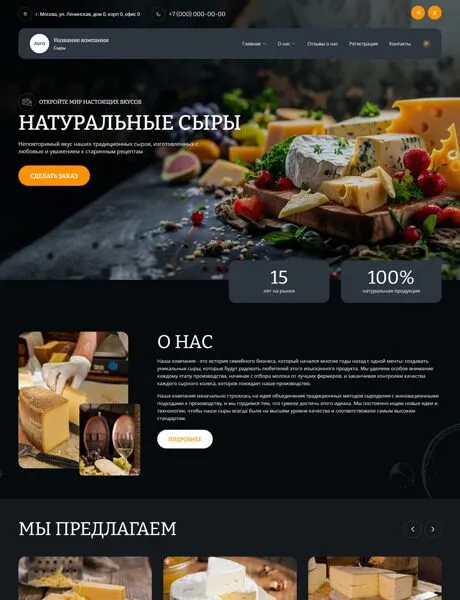 г. Москва, ул. Ленинская, дом 0, корп 0, офис 0
+7 (000) 000-00-00
лого
Название компании
Сыры
Главная
О нас
Отзывы о нас
Регистрация
Контакты
ОТКРОЙТЕ МИР НАСТОЯЩИХ ВКУСОВ
НАТУРАЛЬНЫЕ СЫРЫ
Неповторимый вкус наших традиционных сыров, изготовленных с
любовью и уважением к старинным рецептам
СДЕЛАТЬ ЗАКАЗ
15
лет на рынке
100%
натуральная продукция
О НАС
Наша компания - это история семейного бизнеса, который начался многие годы назад с одной мечты: создавать
уникальные сыры, которые будут радовать любителей этого изысканного продукта. Мы уделяем особое внимание
каждому этапу производства, начиная с отбора молока от лучших фермеров, и заканчивая контролем качества
каждого сырного колеса, которое покидает наше производство.
Наша компания изначально строилась на идее объединения традиционных методов сыроделия с инновационными
подходами к производству, и мы гордимся тем, что сумели достичь этого идеала. Мы постоянно ищем новые идеи и
технологии, чтобы наши сыры всегда были на высшем уровне качества и соответствовали самым высоким
стандартам.
ПОДРОБНЕЕ
МЫ ПРЕДЛАГАЕМ